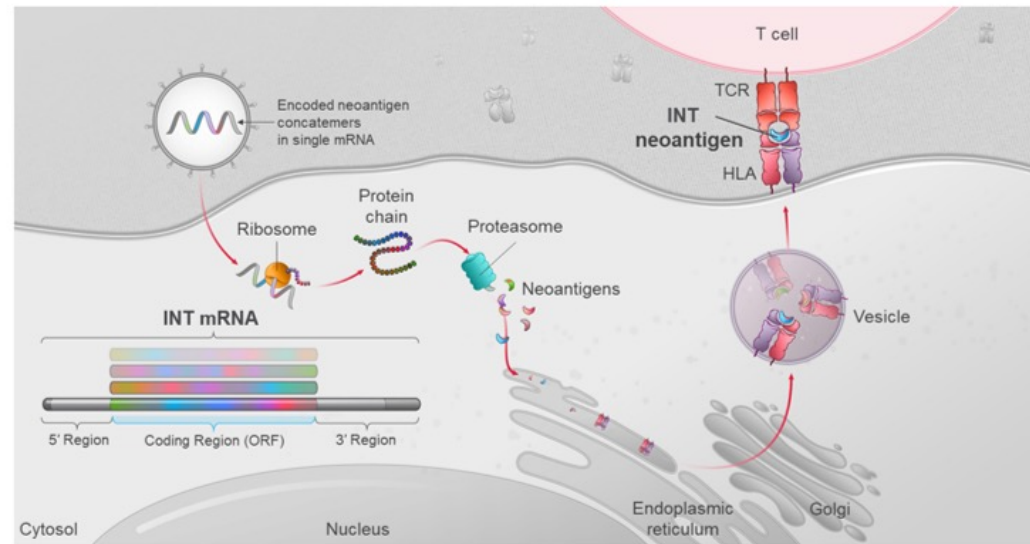 T cell
Encoded neoantigen
concatemers
in single mRNA
TCR
INT
neoantigen
HLA
Protein
chain
Ribosome
Proteasome
Neoantigens
INT mRNA
Vesicle
5' Region
Coding Region (ORF)
3' Region
Endoplasmic
reticulum
Golgi
Cytosol
Nucleus